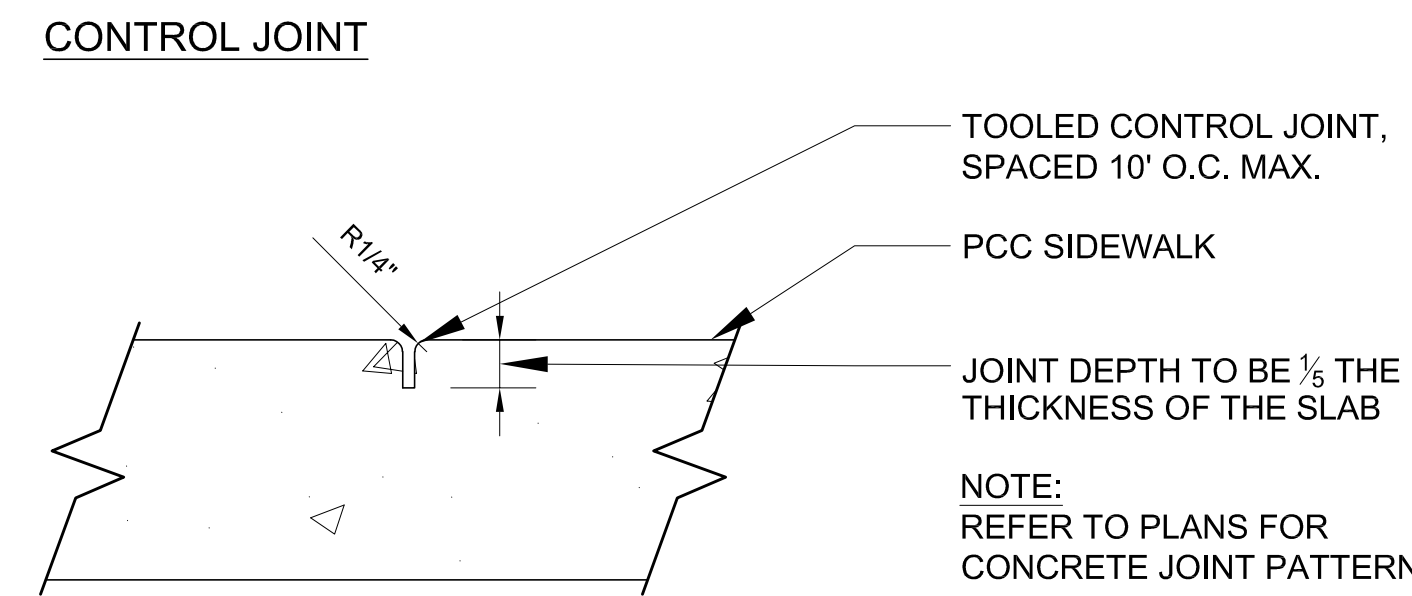 CONTROL JOINT
TOOLED CONTROL JOINT,
SPACED 10' O.C. MAX.
R1/4"
PCC SIDEWALK
JOINT DEPTH TO BE 1/5 THE
THICKNESS OF THE SLAB
NOTE:
REFER TO PLANS FOR
CONCRETE JOINT PATTERN